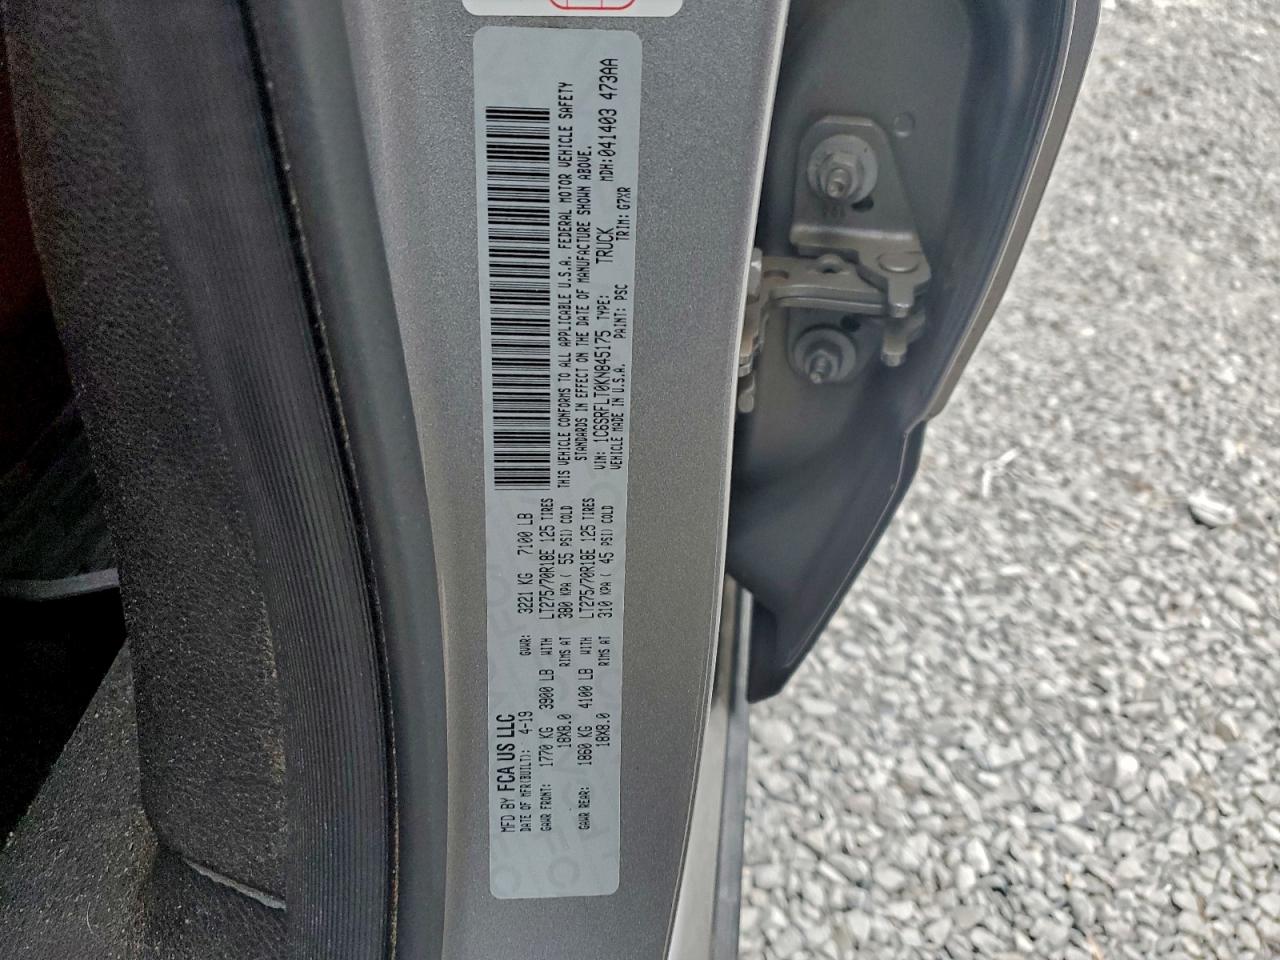 MFD BY FCA US LLC
DATE OF MFR(BUILT): 4-19 GVWR: 3221 KG 7100 LB
GAWR FRONT: 1770 KG 3900 LB WITH LT275/70R18E 125 TIRES
18X8.0 RIMS AT 380 KPA ( 55 PSI) COLD
GAWR REAR: 1860 KG 4100 LB WITH LT275/70R18E 125 TIRES
18X8.0 RIMS AT 310 KPA ( 45 PSI) COLD
THIS VEHICLE CONFORMS TO ALL APPLICABLE U.S.A. FEDERAL MOTOR VEHICLE SAFETY
STANDARDS IN EFFECT ON THE DATE OF MANUFACTURE SHOWN ABOVE.
VIN: 1C6SRFLT0KN845175 TYPE: TRUCK MDH:041403 473AA
VEHICLE MADE IN U.S.A. PAINT: PSC TRIM: G7XR